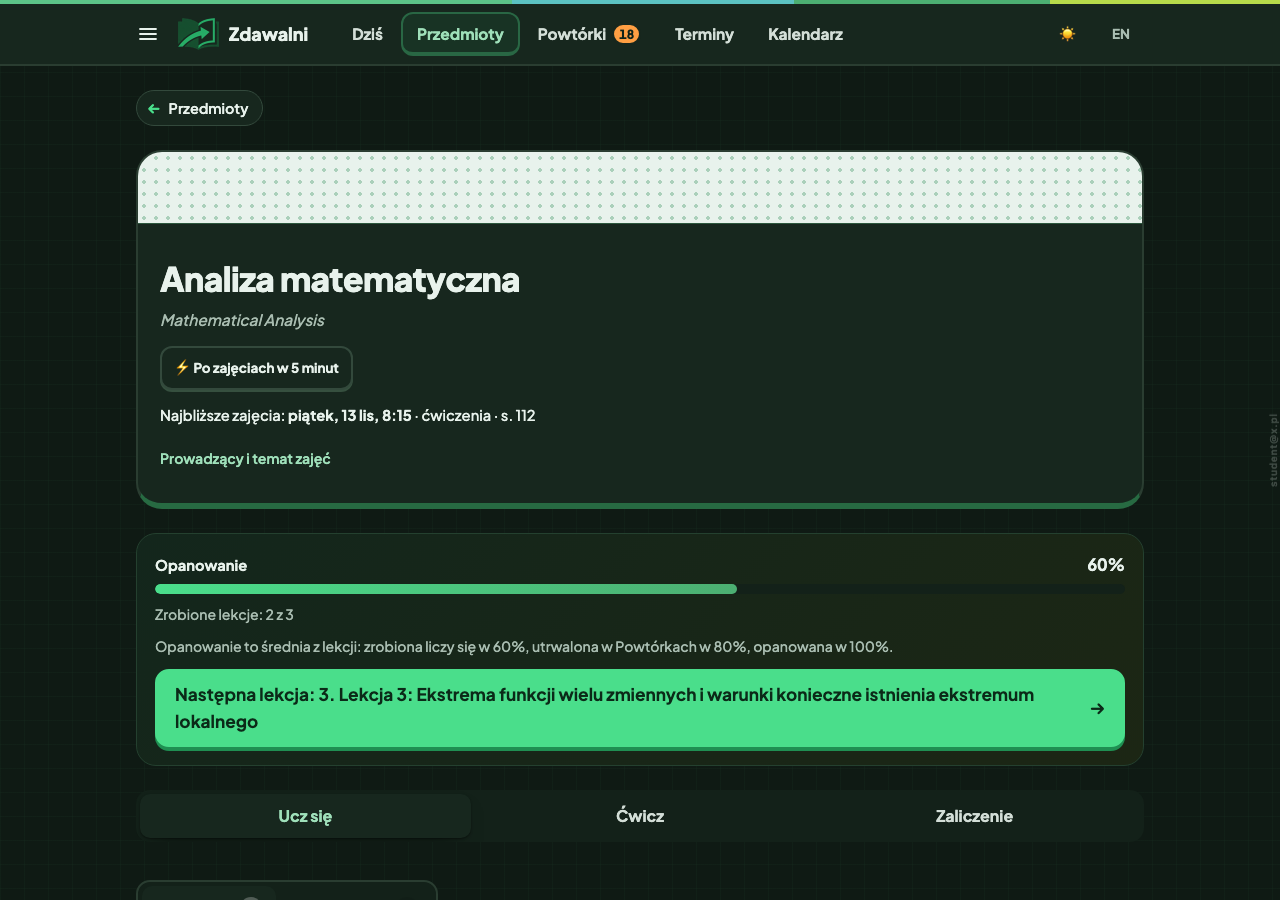 Zdawalni
Dziś
Przedmioty
Powtórki 18
Terminy
Kalendarz
EN
← Przedmioty
Analiza matematyczna
Mathematical Analysis
⚡ Po zajęciach w 5 minut
Najbliższe zajęcia: piątek, 13 lis, 8:15 · ćwiczenia · s. 112
Prowadzący i temat zajęć
student@x.pl
Opanowanie
60%
Zrobione lekcje: 2 z 3
Opanowanie to średnia z lekcji: zrobiona liczy się w 60%, utrwalona w Powtórkach w 80%, opanowana w 100%.
Następna lekcja: 3. Lekcja 3: Ekstrema funkcji wielu zmiennych i warunki konieczne istnienia ekstremum
lokalnego →
Ucz się
Ćwicz
Zaliczenie